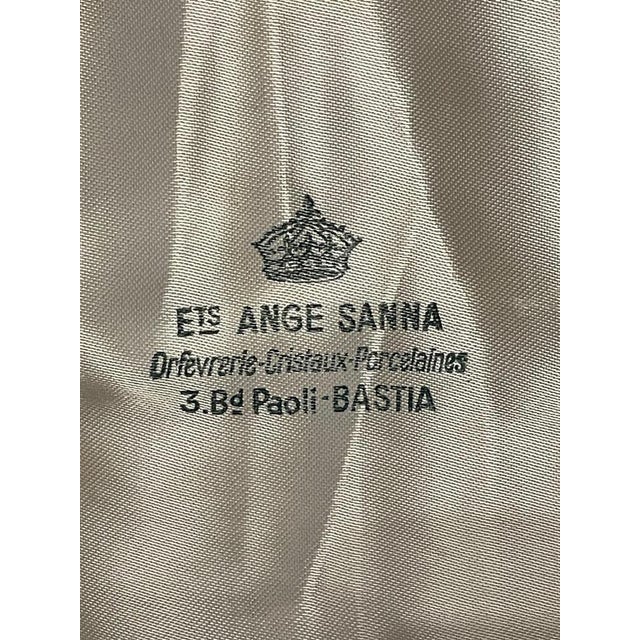 ETS ANGE SANNA
Orfevrerie-Cristaux-Porcelaines
3.Bd Paoli-BASTIA